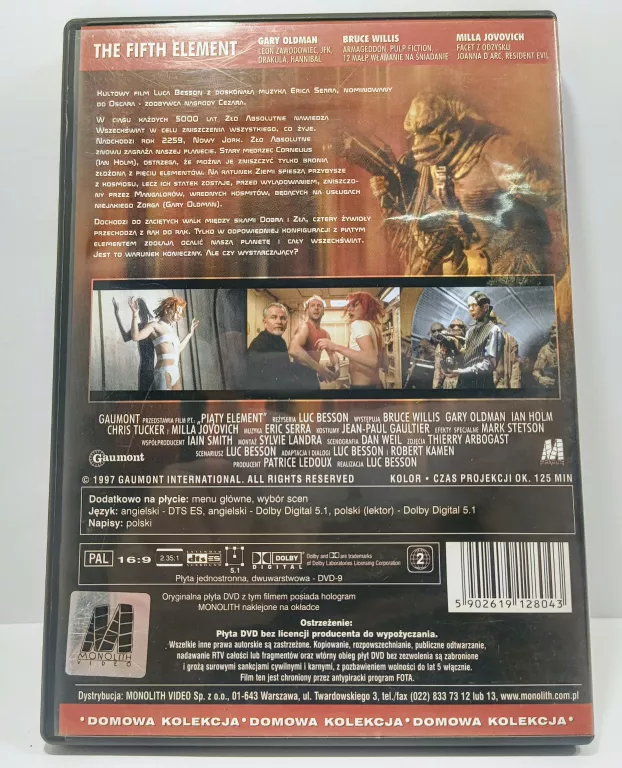 THE FIFTH ELEMENT
GARY OLDMAN
LEON ZAWODOWIEC, JFK,
DRAKULA, HANNIBAL
BRUCE WILLIS
ARMAGEDDON, PULP FICTION,
12 MAŁP, WŁAMANIE NA ŚNIADANIE
MILLA JOVOVICH
FACET Z ODZYSKU,
JOANNA D'ARC, RESIDENT EVIL
Kultowy film Luca Besson z doskonałą muzyką Erica Serra, nominowany
do Oscara - zdobywca nagrody Cezara.
W ciągu każdych 5000 lat, Zło Absolutne nawiedza
Wszechświat w celu zniszczenia wszystkiego, co żyje.
Nadchodzi rok 2259, Nowy Jork. Zło Absolutne
znowu zagraża naszej planecie. Stary mędrzec Cornelius
(Ian Holm), ostrzega, że można je zniszczyć tylko bronią
złożoną z pięciu elementów. Na ratunek Ziemi spieszą przybysze
z kosmosu, lecz ich statek zostaje, przed wylądowaniem, zniszczo-
ny przez Mangalorów, wrednych kosmitów, będących na usługach
niejakiego Zorga (Gary Oldman).
Dochodzi do zaciętych walk między siłami Dobra i Zła, cztery żywioły
przechodzą z rąk do rąk. Tylko w odpowiedniej konfiguracji z piątym
elementem zdołają ocalić naszą planetę i cały wszechświat.
Jest to warunek konieczny. Ale czy wystarczający?
GAUMONT PRZEDSTAWIA FILM PT. „PIĄTY ELEMENT" REŻYSERIA LUC BESSON WYSTĘPUJĄ BRUCE WILLIS GARY OLDMAN IAN HOLM
CHRIS TUCKER I MILLA JOVOVICH MUZYKA ERIC SERRA KOSTIUMY JEAN-PAUL GAULTIER EFEKTY SPECJALNE MARK STETSON
WSPÓŁPRODUCENT IAIN SMITH MONTAŻ SYLVIE LANDRA SCENOGRAFIA DAN WEIL ZDJĘCIA THIERRY ARBOGAST
SCENARIUSZ LUC BESSON ADAPTACJA I DIALOGI LUC BESSON I ROBERT KAMEN
PRODUCENT PATRICE LEDOUX REALIZACJA LUC BESSON
Gaumont
© 1997 GAUMONT INTERNATIONAL. ALL RIGHTS RESERVED
KOLOR • CZAS PROJEKCJI OK. 125 MIN
Dodatkowo na płycie: menu główne, wybór scen
Język: angielski - DTS ES, angielski - Dolby Digital 5.1, polski (lektor) - Dolby Digital 5.1
Napisy: polski
PAL 16:9 2.35:1 dts ES 5.1 DOLBY DIGITAL
Dolby and are trademarks
of Dolby Laboratories Licensing Corporation
2
Płyta jednostronna, dwuwarstwowa - DVD-9
5 902619 128043
Oryginalna płyta DVD z tym filmem posiada hologram
MONOLITH naklejone na okładce
MONOLITH
VIDEO
Ostrzeżenie:
Płyta DVD bez licencji producenta do wypożyczania.
Wszelkie inne prawa autorskie są zastrzeżone. Kopiowanie, rozpowszechnianie, publiczne odtwarzanie,
nadawanie RTV całości lub fragmentów oraz wtórny obieg płyt DVD bez zezwolenia są zabronione
i grożą surowymi sankcjami cywilnymi i karnymi, z pozbawieniem wolności do lat 5 włącznie.
Film ten jest chroniony przez antypiracki program FOTA.
Dystrybucja: MONOLITH VIDEO Sp. z o.o., 01-643 Warszawa, ul. Twardowskiego 3, tel./fax (022) 833 73 12 lub 13, www.monolith.com.pl
• DOMOWA KOLEKCJA • DOMOWA KOLEKCJA • DOMOWA KOLEKCJA •